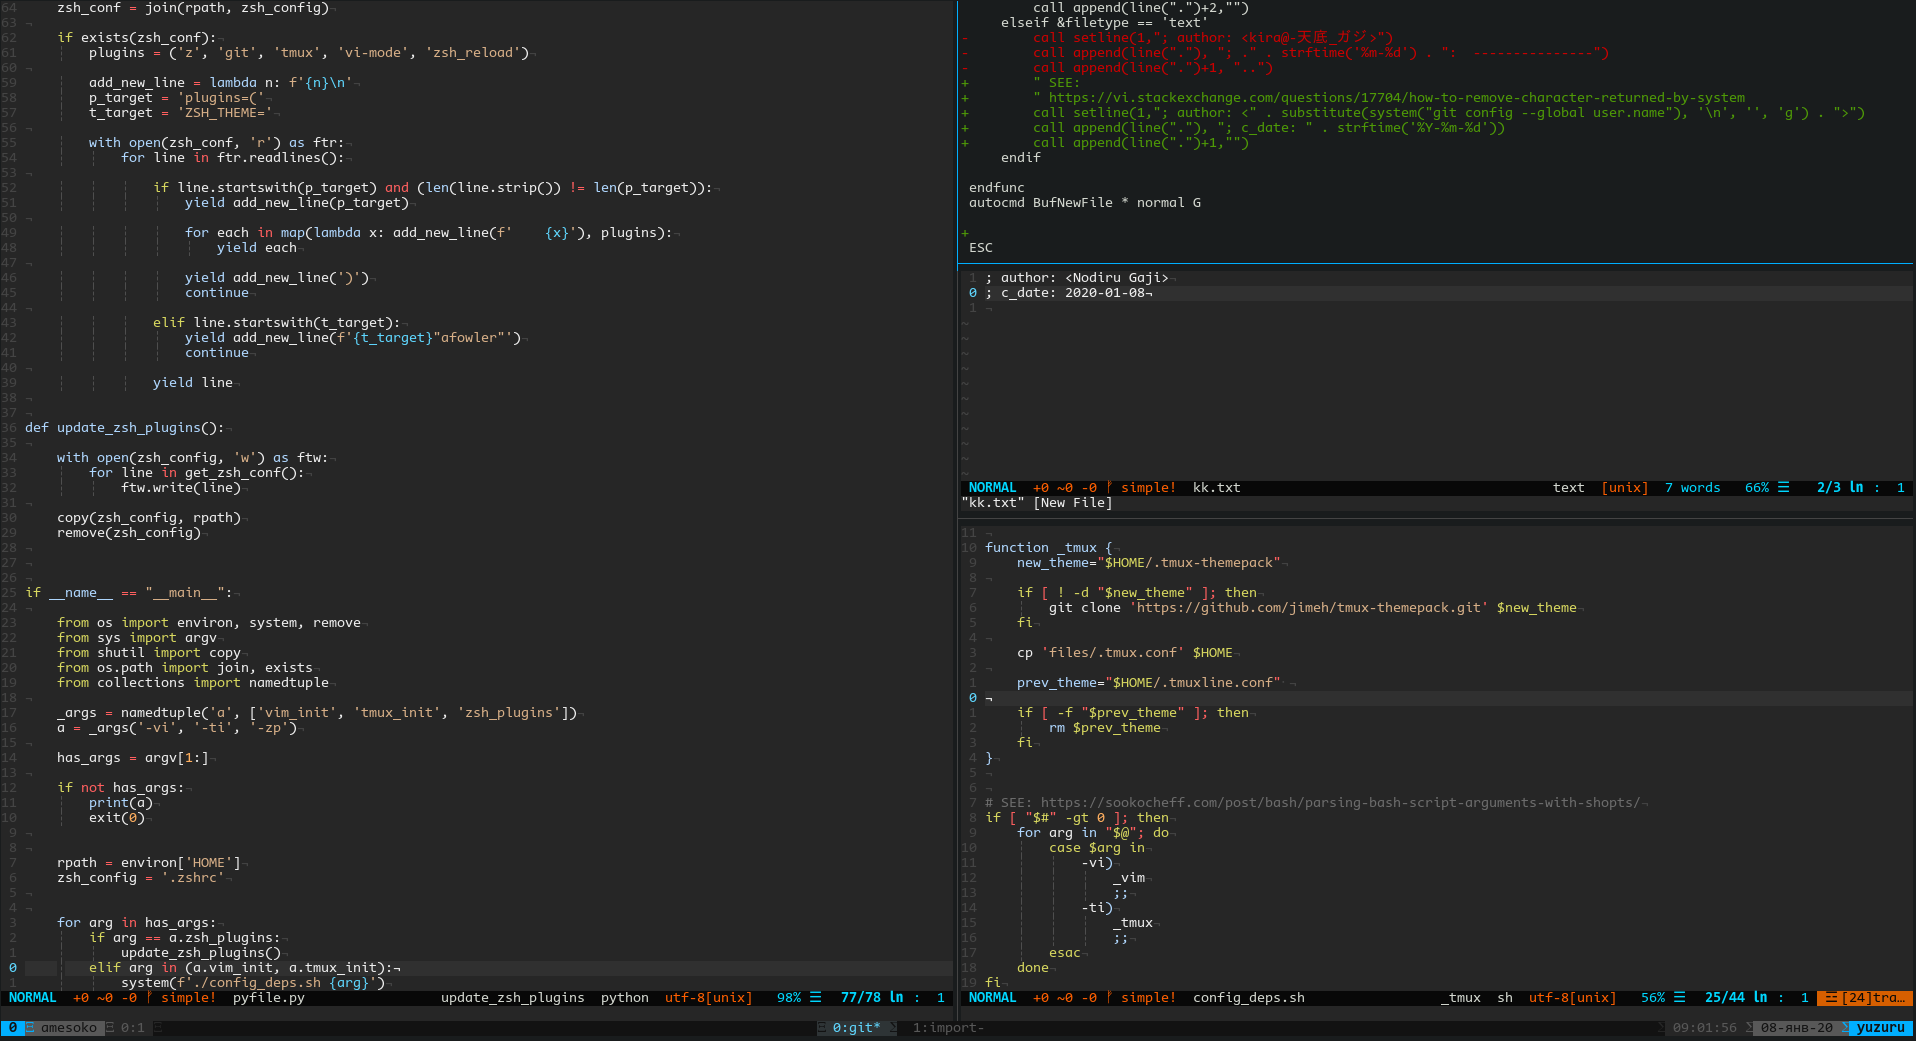 64   zsh_conf = join(rpath, zsh_config)¬
63 ¬
62   if exists(zsh_conf):¬
61       plugins = ('z', 'git', 'tmux', 'vi-mode', 'zsh_reload')¬
60 ¬
59       add_new_line = lambda n: f'{n}\n'¬
58       p_target = 'plugins=('¬
57       t_target = 'ZSH_THEME='¬
56 ¬
55       with open(zsh_conf, 'r') as ftr:¬
54           for line in ftr.readlines():¬
53 ¬
52               if line.startswith(p_target) and (len(line.strip()) != len(p_target)):¬
51                   yield add_new_line(p_target)¬
50 ¬
49                   for each in map(lambda x: add_new_line(f'    {x}'), plugins):¬
48                       yield each¬
47 ¬
46                   yield add_new_line(')')¬
45                   continue¬
44 ¬
43               elif line.startswith(t_target):¬
42                   yield add_new_line(f'{t_target}"afowler"')¬
41                   continue¬
40 ¬
39               yield line¬
38 ¬
37 ¬
36 def update_zsh_plugins():¬
35 ¬
34   with open(zsh_config, 'w') as ftw:¬
33       for line in get_zsh_conf():¬
32           ftw.write(line)¬
31 ¬
30   copy(zsh_config, rpath)¬
29   remove(zsh_config)¬
28 ¬
27 ¬
26 ¬
25 if __name__ == "__main__":¬
24 ¬
23   from os import environ, system, remove¬
22   from sys import argv¬
21   from shutil import copy¬
20   from os.path import join, exists¬
19   from collections import namedtuple¬
18 ¬
17   _args = namedtuple('a', ['vim_init', 'tmux_init', 'zsh_plugins'])¬
16   a = _args('-vi', '-ti', '-zp')¬
15 ¬
14   has_args = argv[1:]¬
13 ¬
12   if not has_args:¬
11       print(a)¬
10       exit(0)¬
9 ¬
8 ¬
7   rpath = environ['HOME']¬
6   zsh_config = '.zshrc'¬
5 ¬
4 ¬
3   for arg in has_args:¬
2       if arg == a.zsh_plugins:¬
1           update_zsh_plugins()¬
0       elif arg in (a.vim_init, a.tmux_init):¬
1           system(f'./config_deps.sh {arg}')¬
NORMAL +0 ~0 -0 simple! pyfile.py update_zsh_plugins python utf-8[unix] 98% ☰ 77/78 ln : 1
        call append(line(".")+2,"")
    elseif &filetype == 'text'
-        call setline(1,"; author: <kira@-天底_ガジ>")
-        call append(line("."), "; ." . strftime('%m-%d') . ":  ---------------")
-        call append(line(".")+1, "..")
+        " SEE:
+        " https://vi.stackexchange.com/questions/17704/how-to-remove-character-returned-by-system
+        call setline(1,"; author: <" . substitute(system("git config --global user.name"), '\n', '', 'g') . ">")
+        call append(line("."), "; c_date: " . strftime('%Y-%m-%d'))
+        call append(line(".")+1,"")
    endif
endfunc
autocmd BufNewFile * normal G
+
ESC
1 ; author: <Nodiru Gaji>¬
0 ; c_date: 2020-01-08¬
1 ¬
~
~
~
~
~
~
~
~
~
~
~
NORMAL +0 ~0 -0 simple! kk.txt text [unix] 7 words 66% ☰ 2/3 ln : 1
"kk.txt" [New File]
11 ¬
10 function _tmux {¬
9     new_theme="$HOME/.tmux-themepack"¬
8 ¬
7     if [ ! -d "$new_theme" ]; then¬
6         git clone 'https://github.com/jimeh/tmux-themepack.git' $new_theme¬
5     fi¬
4 ¬
3     cp 'files/.tmux.conf' $HOME¬
2 ¬
1     prev_theme="$HOME/.tmuxline.conf" ¬
0 ¬
1     if [ -f "$prev_theme" ]; then¬
2         rm $prev_theme¬
3     fi¬
4 }¬
5 ¬
6 ¬
7 # SEE: https://sookocheff.com/post/bash/parsing-bash-script-arguments-with-shopts/¬
8 if [ "$#" -gt 0 ]; then¬
9     for arg in "$@"; do¬
10         case $arg in¬
11             -vi)¬
12                 _vim¬
13                 ;;¬
14             -ti)¬
15                 _tmux¬
16                 ;;¬
17         esac¬
18     done¬
19 fi¬
NORMAL +0 ~0 -0 simple! config_deps.sh _tmux sh utf-8[unix] 56% ☰ 25/44 ln : 1 [24]tra…
0 amesoko 0:1 0:git* 1:import- 09:01:56 08-янв-20 yuzuru